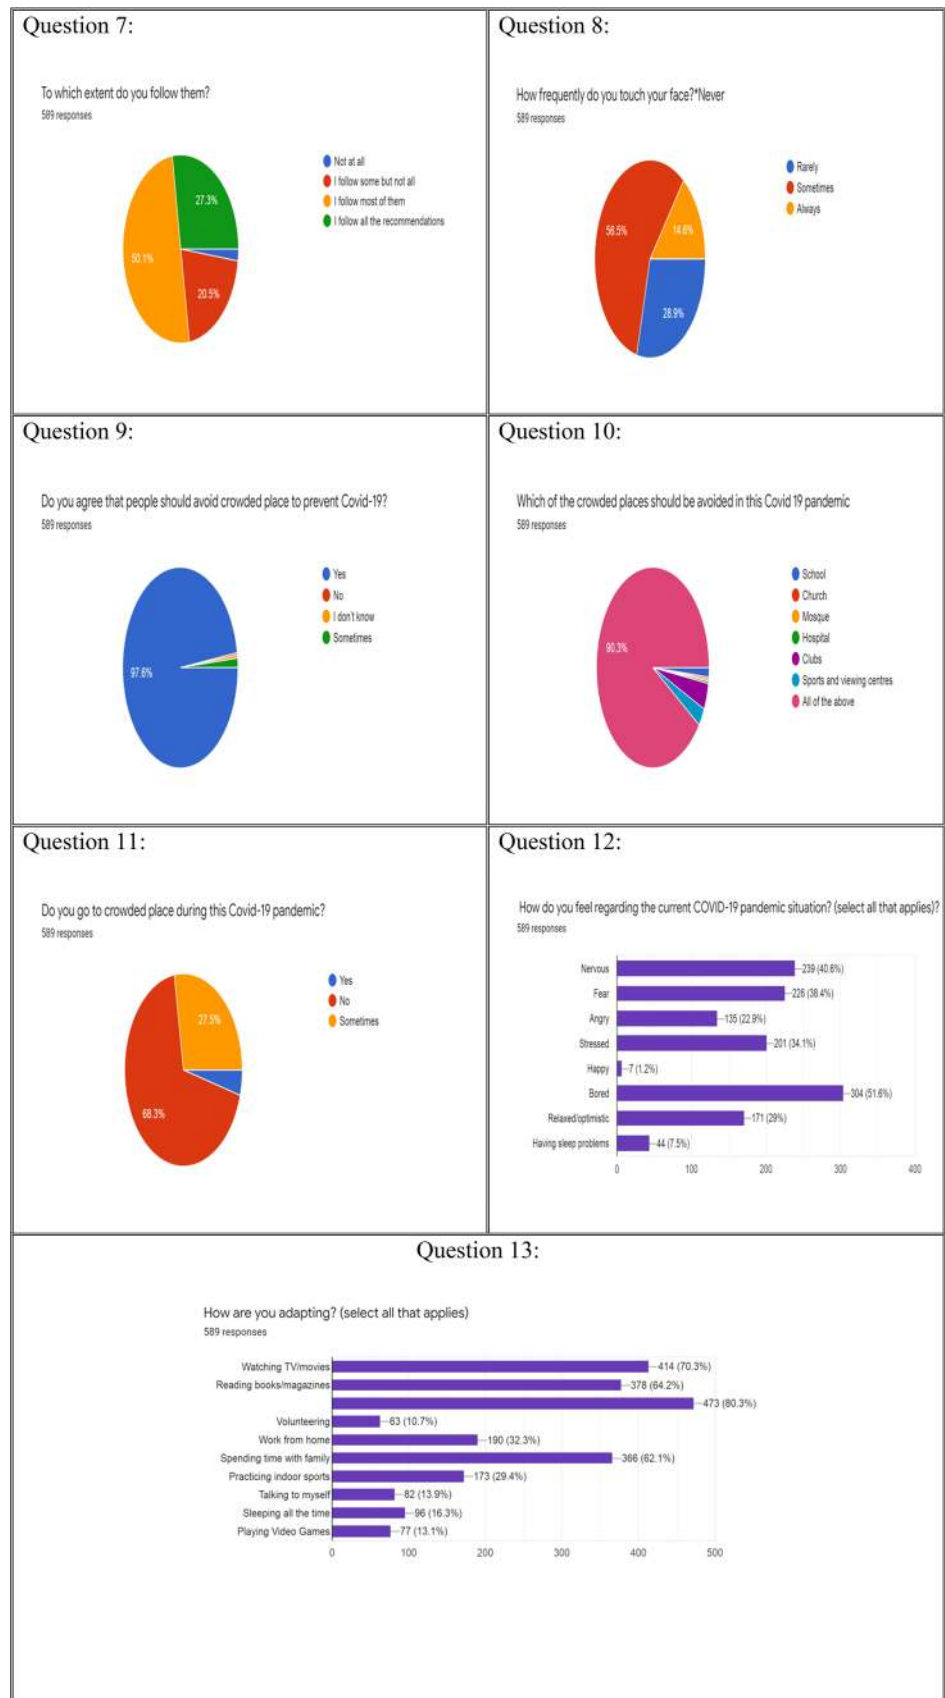 Question 7:
To which extent do you follow them?
589 responses
Not at all
I follow some but not all
I follow most of them
I follow all the recommendations
27.3%
50.1%
20.5%
Question 8:
How frequently do you touch your face?*Never
589 responses
Rarely
Sometimes
Always
56.5%
14.6%
28.9%
Question 9:
Do you agree that people should avoid crowded place to prevent Covid-19?
589 responses
Yes
No
I don't know
Sometimes
97.6%
Question 10:
Which of the crowded places should be avoided in this Covid 19 pandemic
589 responses
School
Church
Mosque
Hospital
Clubs
Sports and viewing centres
All of the above
90.3%
Question 11:
Do you go to crowded place during this Covid-19 pandemic?
589 responses
Yes
No
Sometimes
27.5%
68.3%
Question 12:
How do you feel regarding the current COVID-19 pandemic situation? (select all that applies)?
589 responses
Nervous 239 (40.6%)
Fear 226 (38.4%)
Angry 135 (22.9%)
Stressed 201 (34.1%)
Happy 7 (1.2%)
Bored 304 (51.6%)
Relaxed/optimistic 171 (29%)
Having sleep problems 44 (7.5%)
0 100 200 300 400
Question 13:
How are you adapting? (select all that applies)
589 responses
Watching TV/movies 414 (70.3%)
Reading books/magazines 378 (64.2%)
473 (80.3%)
Volunteering 63 (10.7%)
Work from home 190 (32.3%)
Spending time with family 366 (62.1%)
Practicing indoor sports 173 (29.4%)
Talking to myself 82 (13.9%)
Sleeping all the time 96 (16.3%)
Playing Video Games 77 (13.1%)
0 100 200 300 400 500